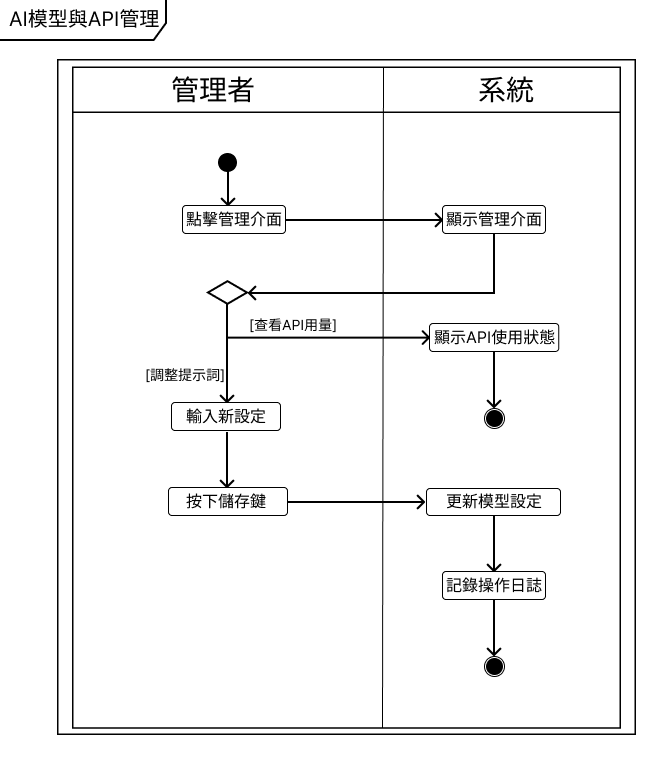 AI模型與API管理
管理者
系統
點擊管理介面
顯示管理介面
[查看API用量]
顯示API使用狀態
[調整提示詞]
輸入新設定
按下儲存鍵
更新模型設定
記錄操作日誌